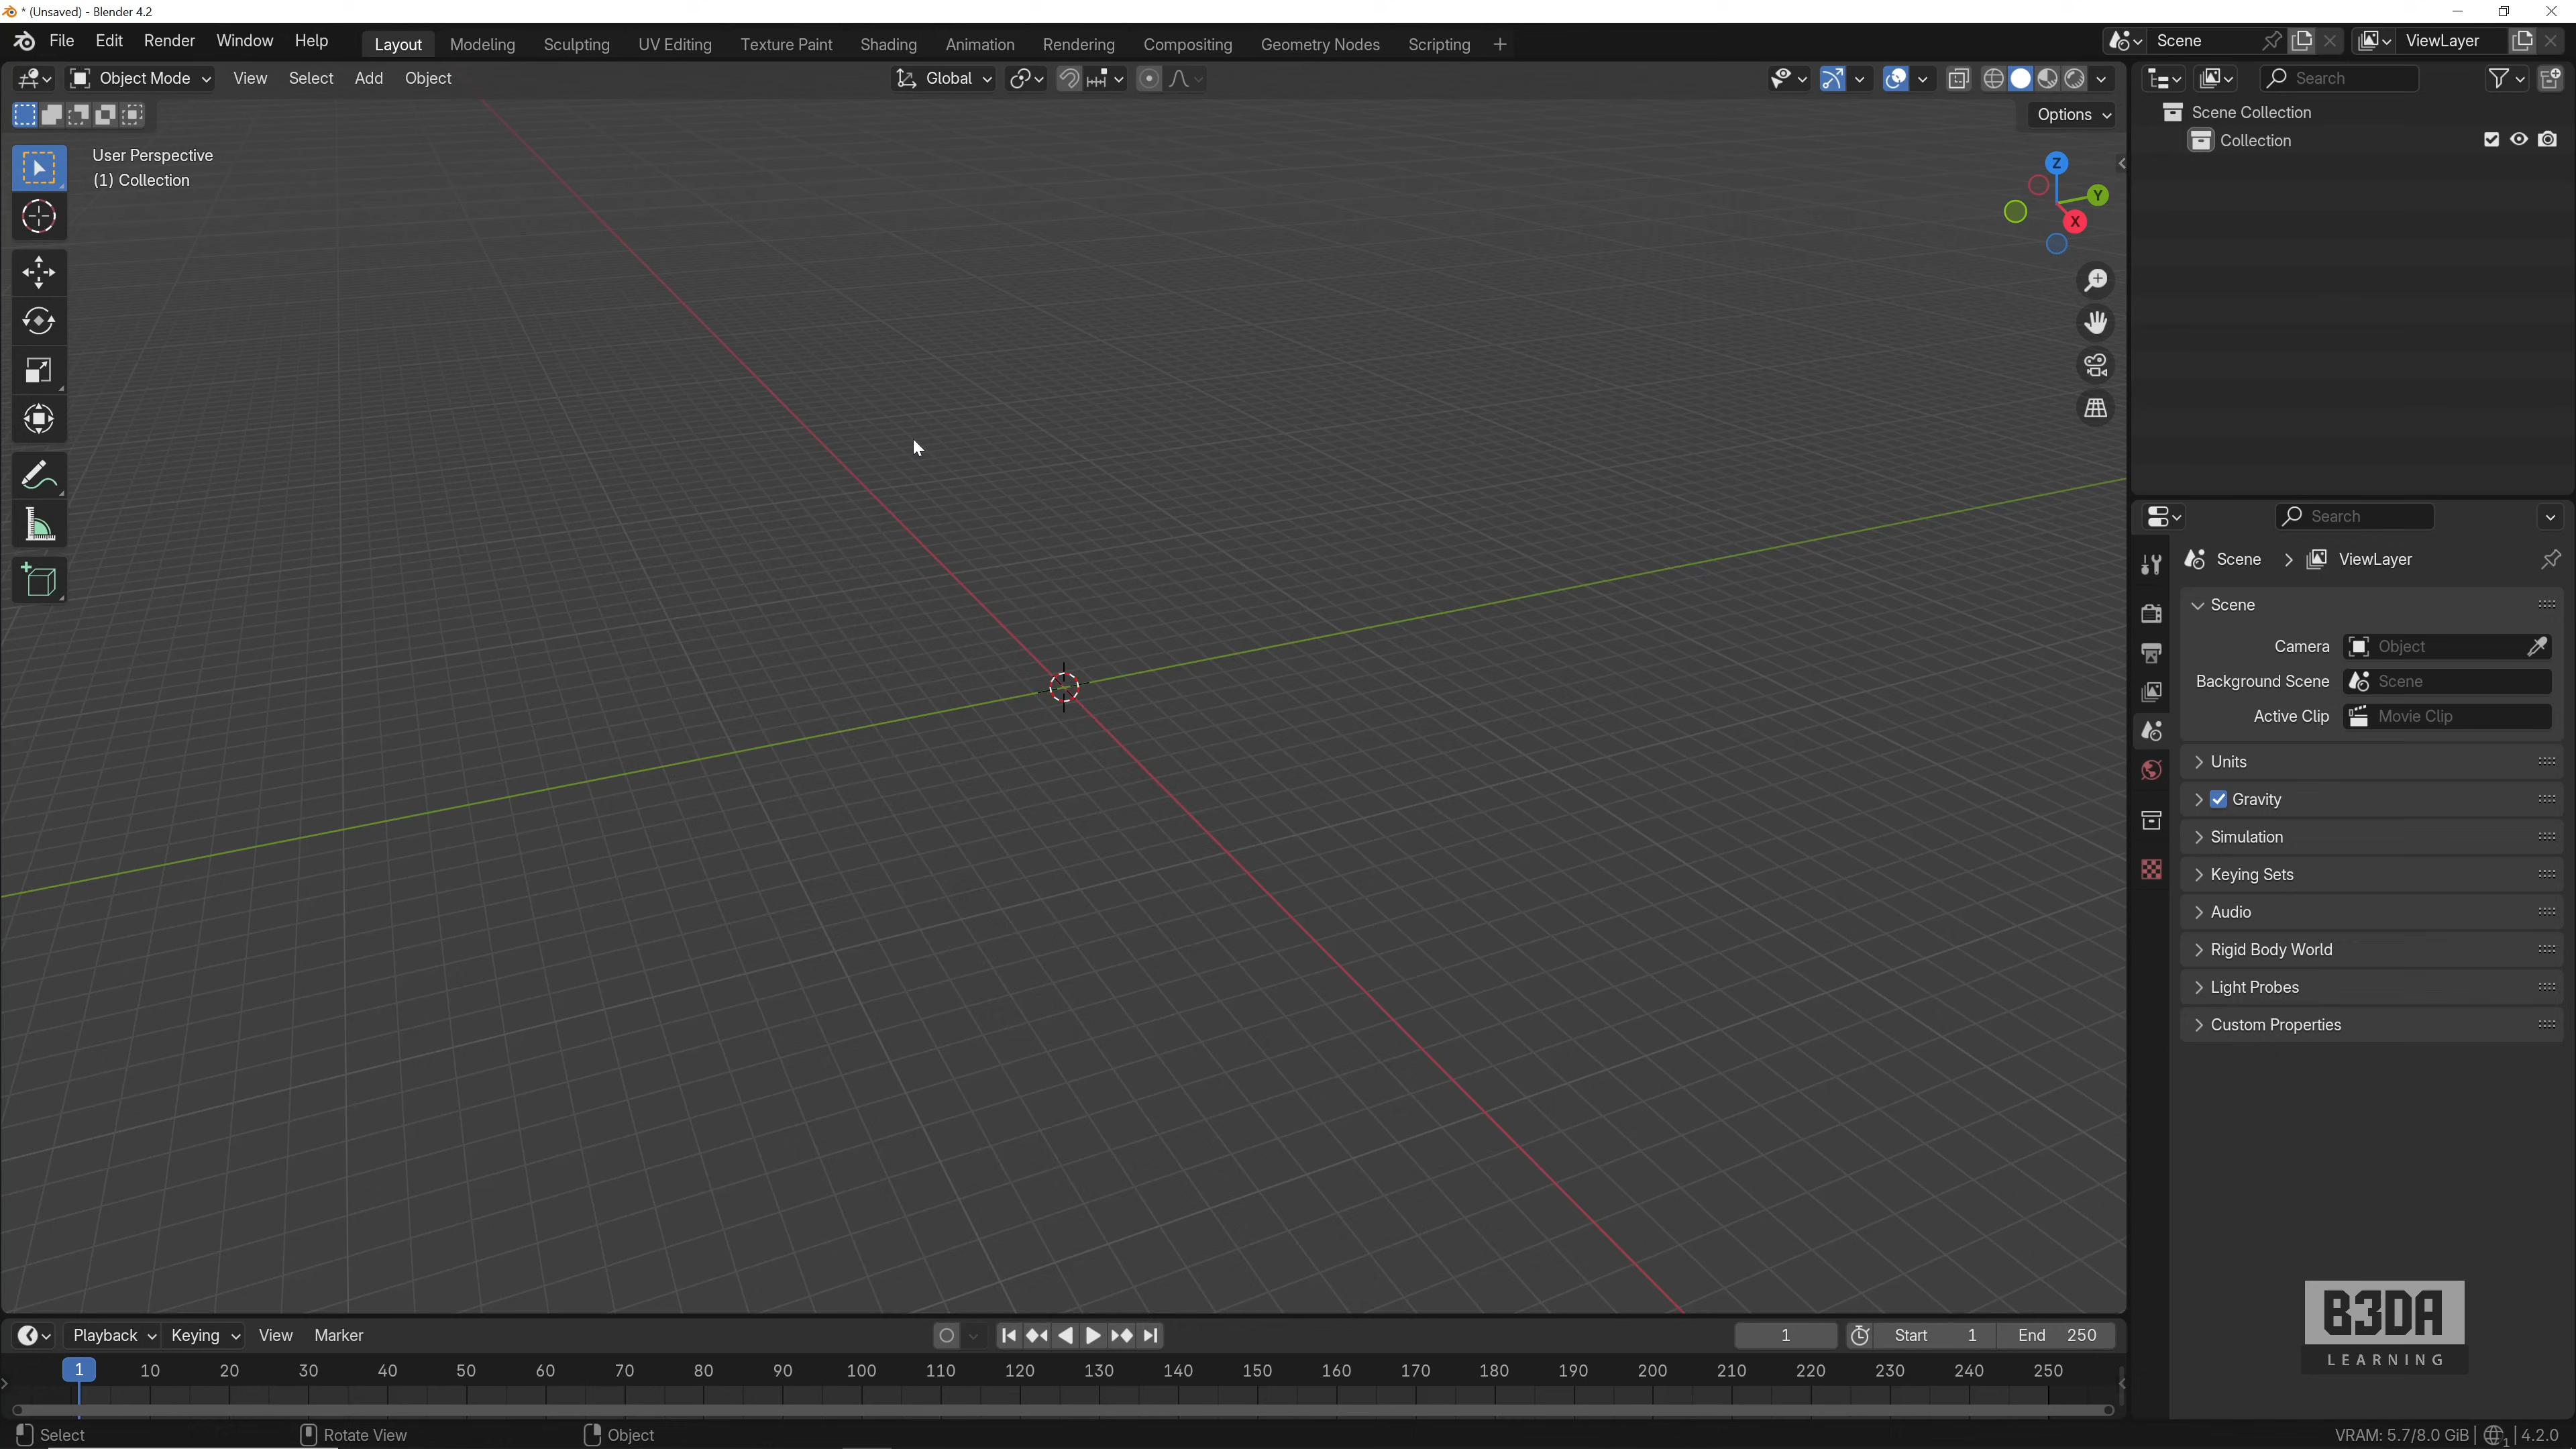 * (Unsaved) - Blender 4.2
File Edit Render Window Help Layout Modeling Sculpting UV Editing Texture Paint Shading Animation Rendering Compositing Geometry Nodes Scripting + Scene ViewLayer
Object Mode View Select Add Object Global Search
Options
User Perspective
(1) Collection
Z
Y
X
Scene Collection
Collection
Search
Scene > ViewLayer
Scene
Camera Object
Background Scene Scene
Active Clip Movie Clip
Units
Gravity
Simulation
Keying Sets
Audio
Rigid Body World
Light Probes
Custom Properties
B3DA
LEARNING
Playback Keying View Marker 1 Start 1 End 250
1 10 20 30 40 50 60 70 80 90 100 110 120 130 140 150 160 170 180 190 200 210 220 230 240 250
Select Rotate View Object VRAM: 5.7/8.0 GiB 1 4.2.0